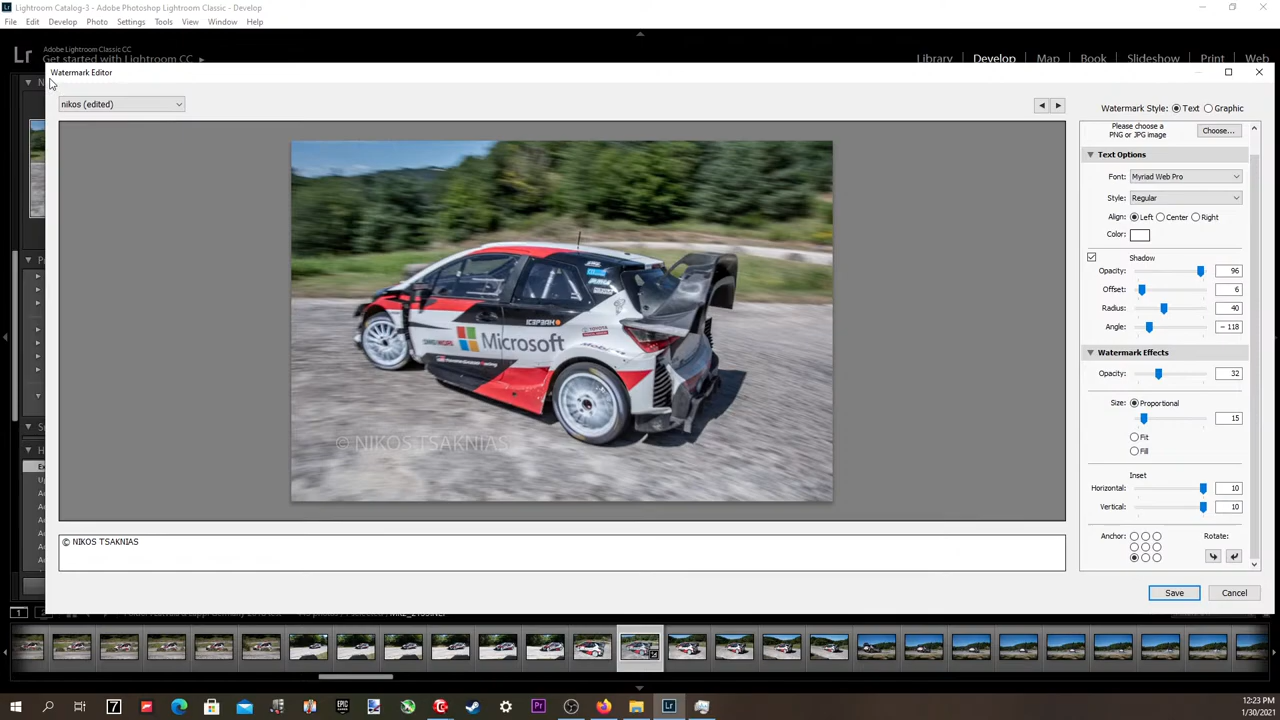 Lightroom Catalog-3 - Adobe Photoshop Lightroom Classic - Develop
File Edit Develop Photo Settings Tools View Window Help
Lr
Adobe Lightroom Classic CC
Get started with Lightroom CC
Library Develop Map Book Slideshow Print Web
Watermark Editor
nikos (edited)
Watermark Style: Text Graphic
Please choose a
PNG or JPG image
Choose...
Text Options
Font: Myriad Web Pro
Style: Regular
Align: Left Center Right
Color:
Shadow
Opacity: 96
Offset: 6
Radius: 40
Angle: - 118
Watermark Effects
Opacity: 32
Size: Proportional
15
Fit
Fill
Inset
Horizontal: 10
Vertical: 10
Anchor: Rotate:
Microsoft
© NIKOS TSAKNIAS
© NIKOS TSAKNIAS
Save Cancel
1
Lr
12:23 PM
1/30/2021